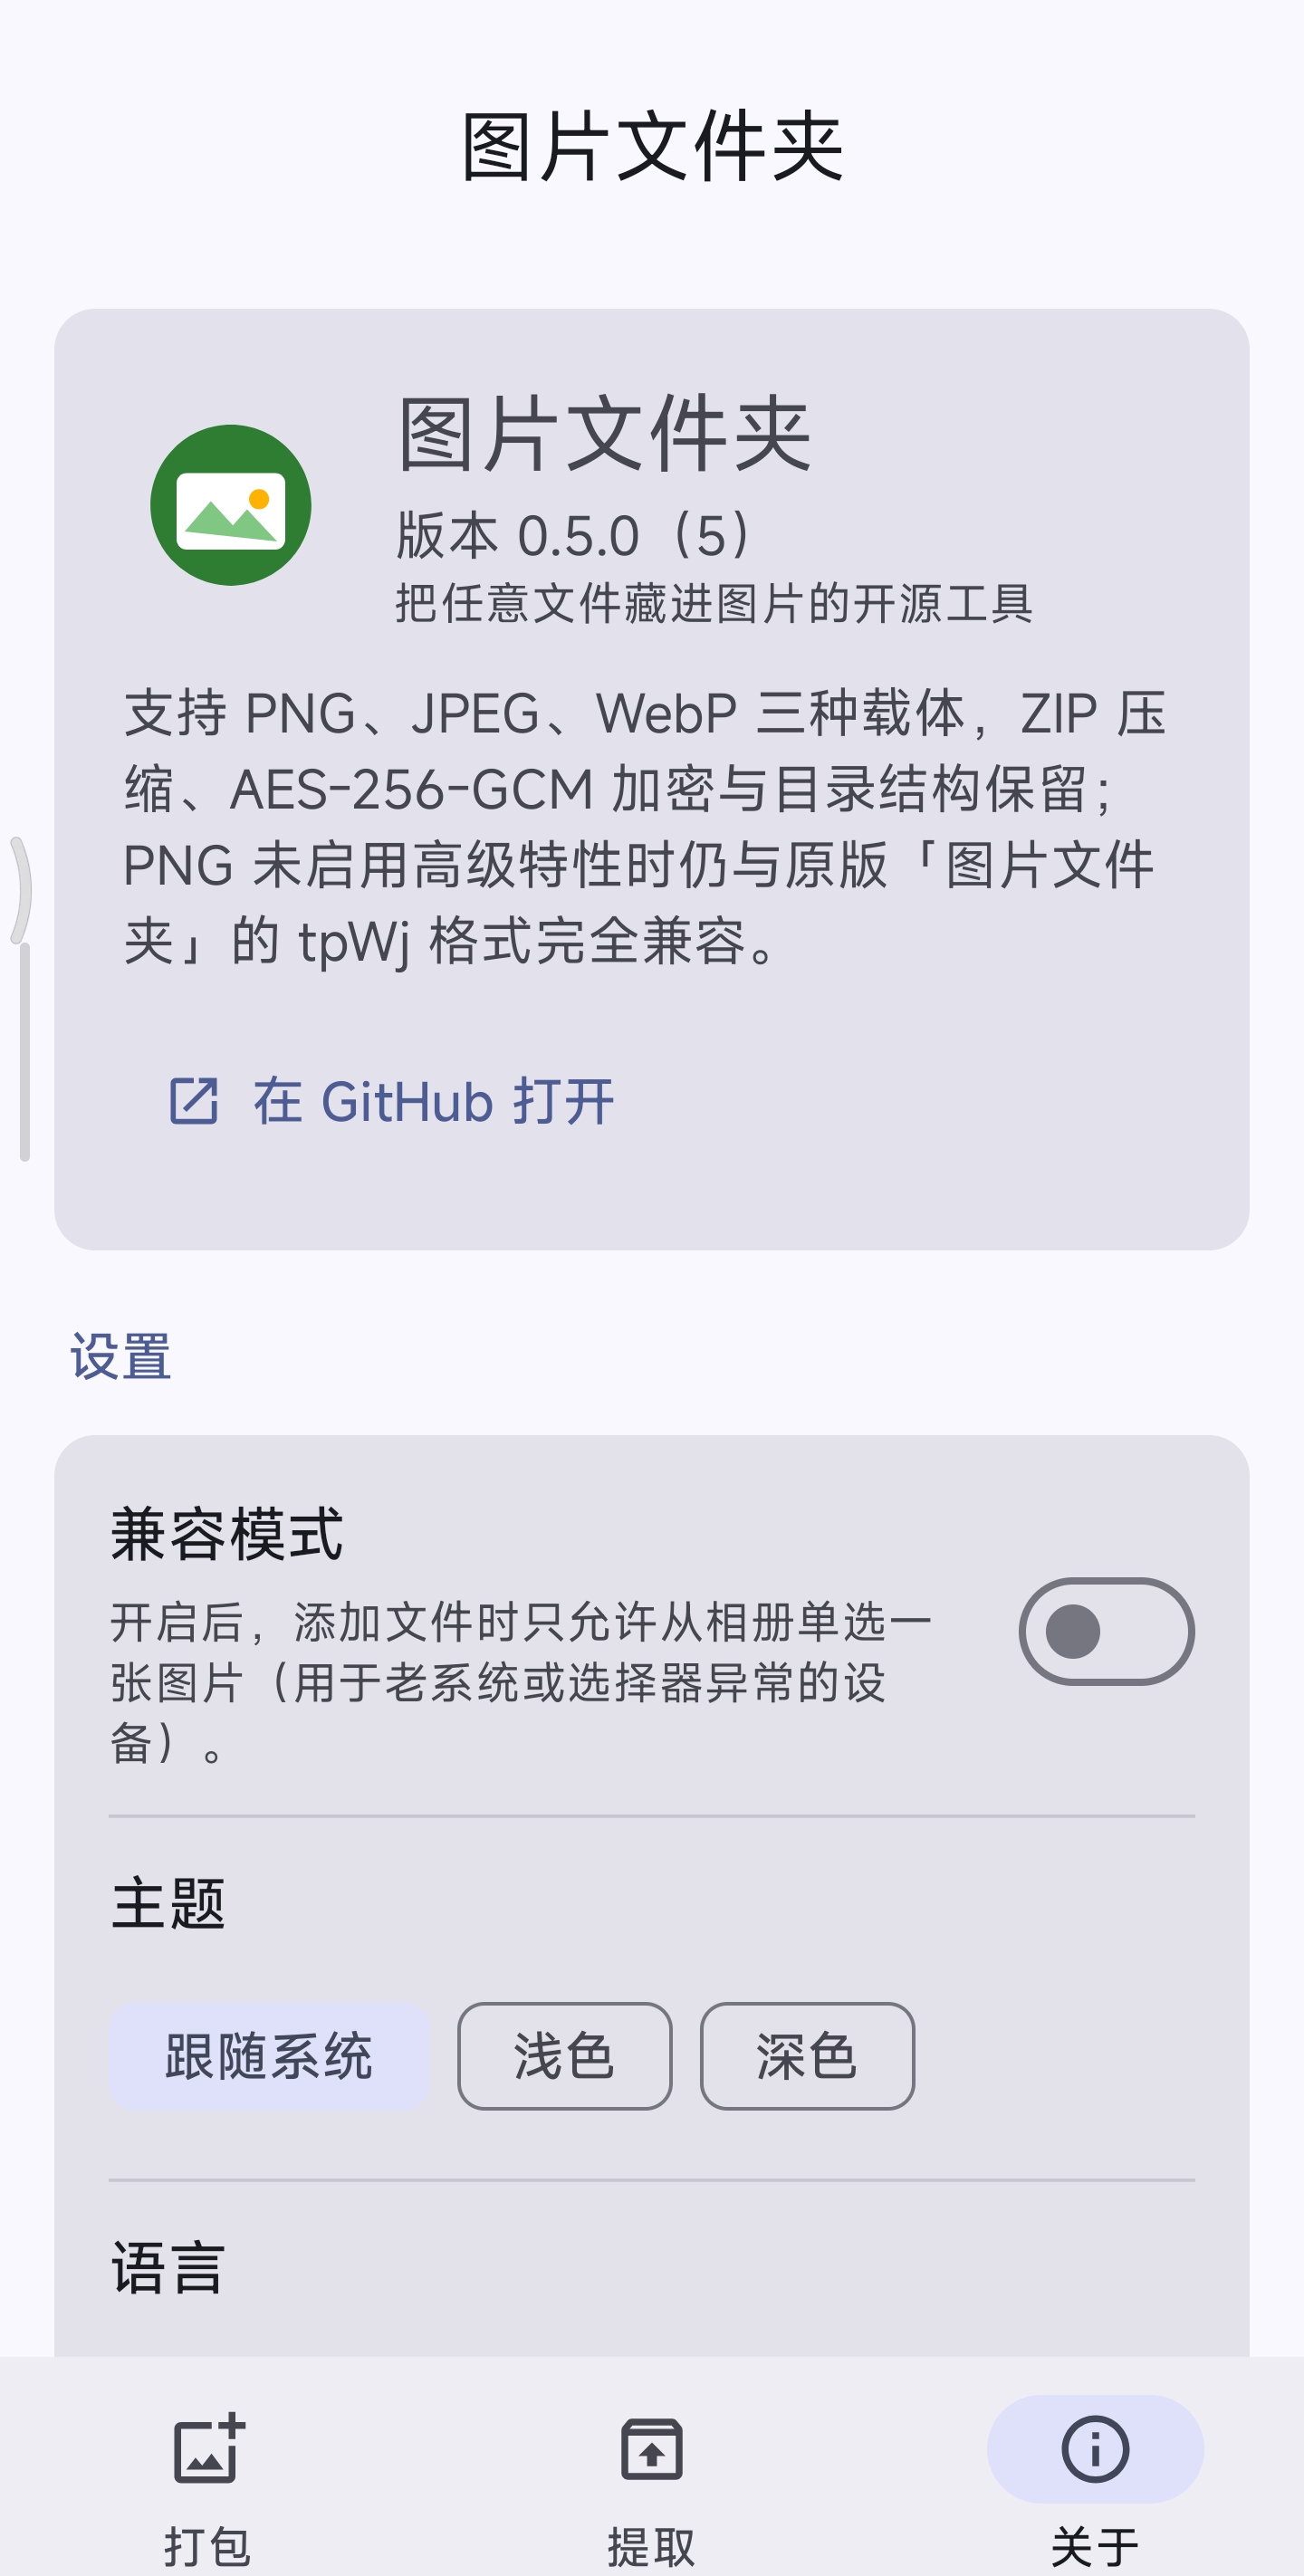 图片文件夹
图片文件夹
版本 0.5.0（5）
把任意文件藏进图片的开源工具
支持 PNG、JPEG、WebP 三种载体，ZIP 压
缩、AES-256-GCM 加密与目录结构保留；
PNG 未启用高级特性时仍与原版「图片文件
夹」的 tpWj 格式完全兼容。
在 GitHub 打开
设置
兼容模式
开启后，添加文件时只允许从相册单选一
张图片（用于老系统或选择器异常的设
备）。
主题
跟随系统 浅色 深色
语言
打包 提取 关于